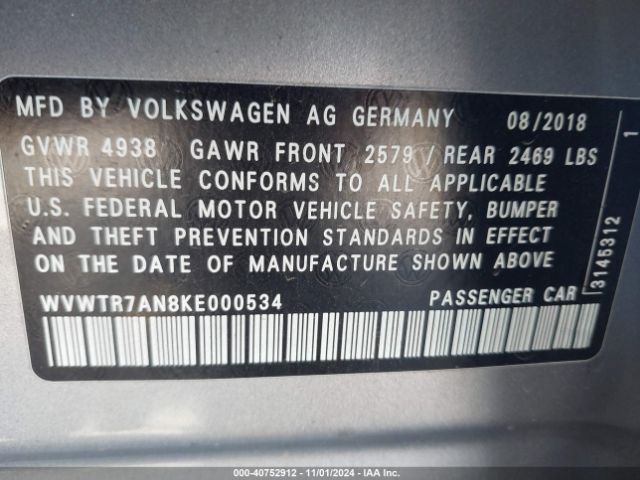 MFD BY VOLKSWAGEN AG GERMANY 08/2018
GVWR 4938 GAWR FRONT 2579 / REAR 2469 LBS
THIS VEHICLE CONFORMS TO ALL APPLICABLE
U.S. FEDERAL MOTOR VEHICLE SAFETY, BUMPER
AND THEFT PREVENTION STANDARDS IN EFFECT
ON THE DATE OF MANUFACTURE SHOWN ABOVE
WVWTR7AN8KE000534 PASSENGER CAR
3145312 1
000-40752912 - 11/01/2024 - IAA Inc.